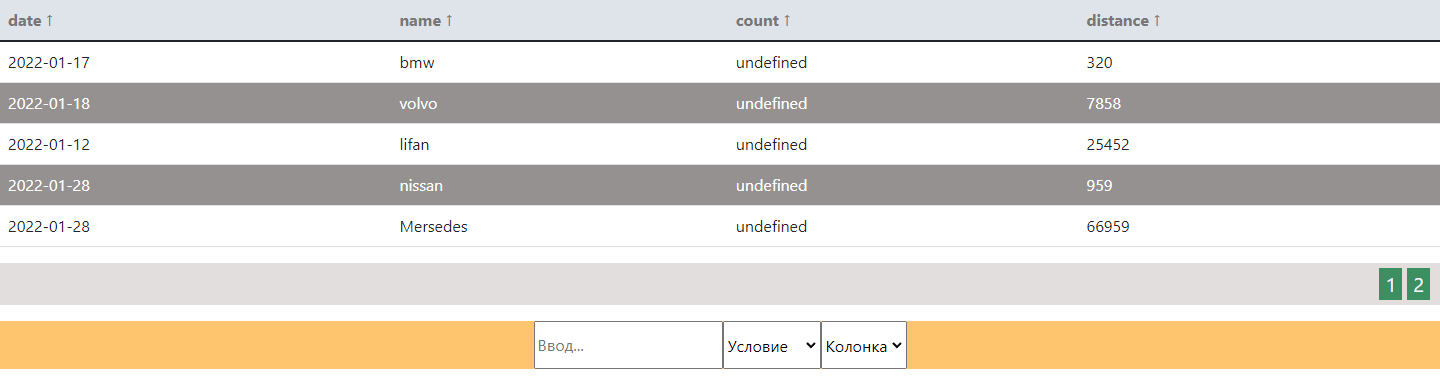 date ↑ name ↑ count ↑ distance ↑
2022-01-17 bmw undefined 320
2022-01-18 volvo undefined 7858
2022-01-12 lifan undefined 25452
2022-01-28 nissan undefined 959
2022-01-28 Mersedes undefined 66959
1 2
Ввод... Условие Колонка